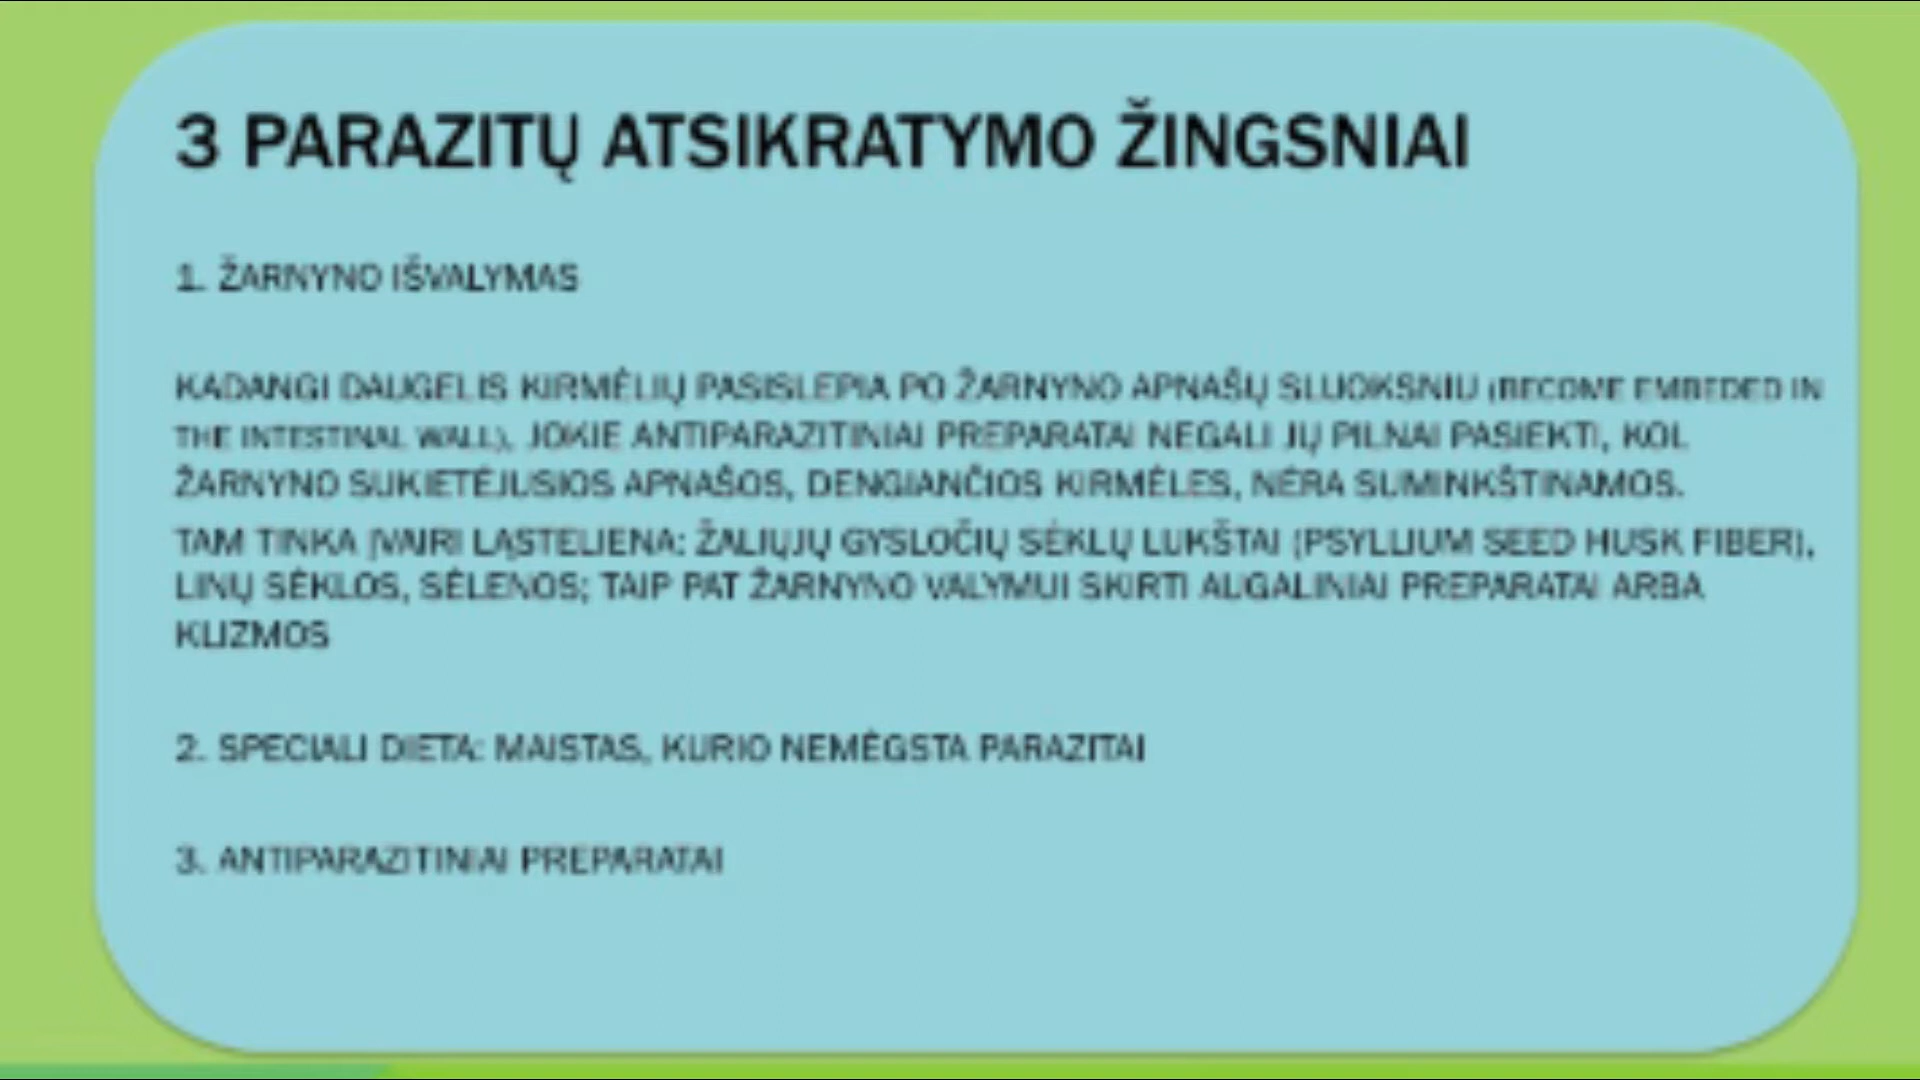 3 PARAZITŲ ATSIKRATYMO ŽINGSNIAI
1. ŽARNYNO IŠVALYMAS
KADANGI DAUGELIS KIRMĖLIŲ PASISLEPIA PO ŽARNYNO APNAŠŲ SLUOKSNIU (BECOME EMBEDED IN
THE INTESTINAL WALL), JOKIE ANTIPARAZITINIAI PREPARATAI NEGALI JŲ PILNAI PASIEKTI, KOL
ŽARNYNO SUKIETĖJUSIOS APNAŠOS, DENGIANČIOS KIRMĖLES, NĖRA SUMINKŠTINAMOS.
TAM TINKA ĮVAIRI LĄSTELIENA: ŽALIŲJŲ GYSLOČIŲ SĖKLŲ LUKŠTAI (PSYLLIUM SEED HUSK FIBER),
LINŲ SĖKLOS, SĖLENOS; TAIP PAT ŽARNYNO VALYMUI SKIRTI AUGALINIAI PREPARATAI ARBA
KLIZMOS
2. SPECIALI DIETA: MAISTAS, KURIO NEMĖGSTA PARAZITAI
3. ANTIPARAZITINIAI PREPARATAI